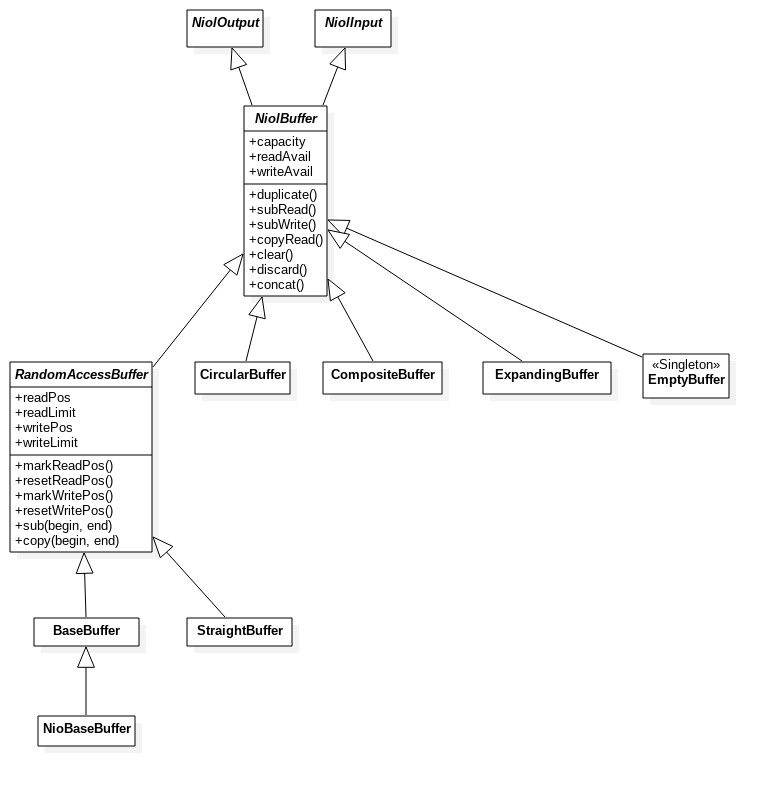 NiolOutput
NiolInput
NiolBuffer
+capacity
+readAvail
+writeAvail
+duplicate()
+subRead()
+subWrite()
+copyRead()
+clear()
+discard()
+concat()
RandomAccessBuffer
+readPos
+readLimit
+writePos
+writeLimit
+markReadPos()
+resetReadPos()
+markWritePos()
+resetWritePos()
+sub(begin, end)
+copy(begin, end)
CircularBuffer
CompositeBuffer
ExpandingBuffer
«Singleton»
EmptyBuffer
BaseBuffer
StraightBuffer
NioBaseBuffer